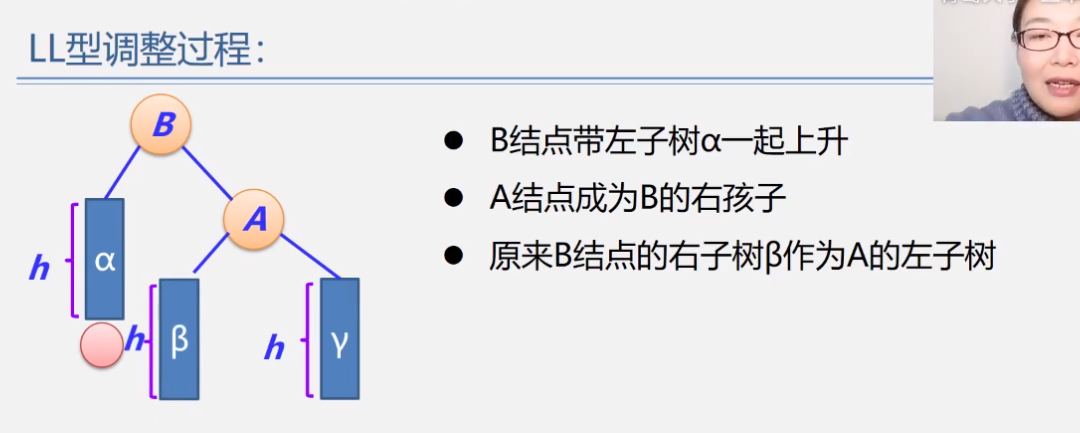 LL型调整过程：
B
A
h
α
h
β
h
γ
● B结点带左子树α一起上升
● A结点成为B的右孩子
● 原来B结点的右子树β作为A的左子树